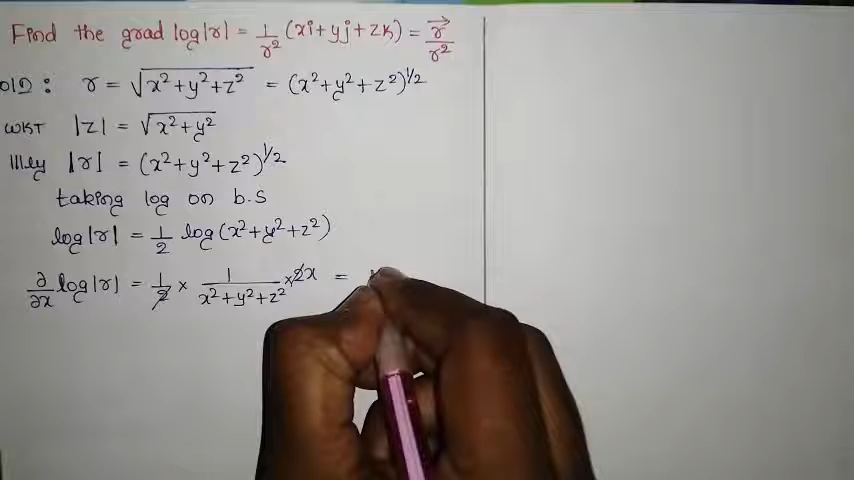 Find the grad log|r| = 1/r² (xi + yj + zk) = r⃗/r²
r = √(x²+y²+z²) = (x²+y²+z²)^1/2
WKT |z| = √(x²+y²)
|||ly |r| = (x²+y²+z²)^1/2
taking log on b.s
log|r| = 1/2 log(x²+y²+z²)
∂/∂x log|r| = 1/2 × 1/(x²+y²+z²) × 2x =